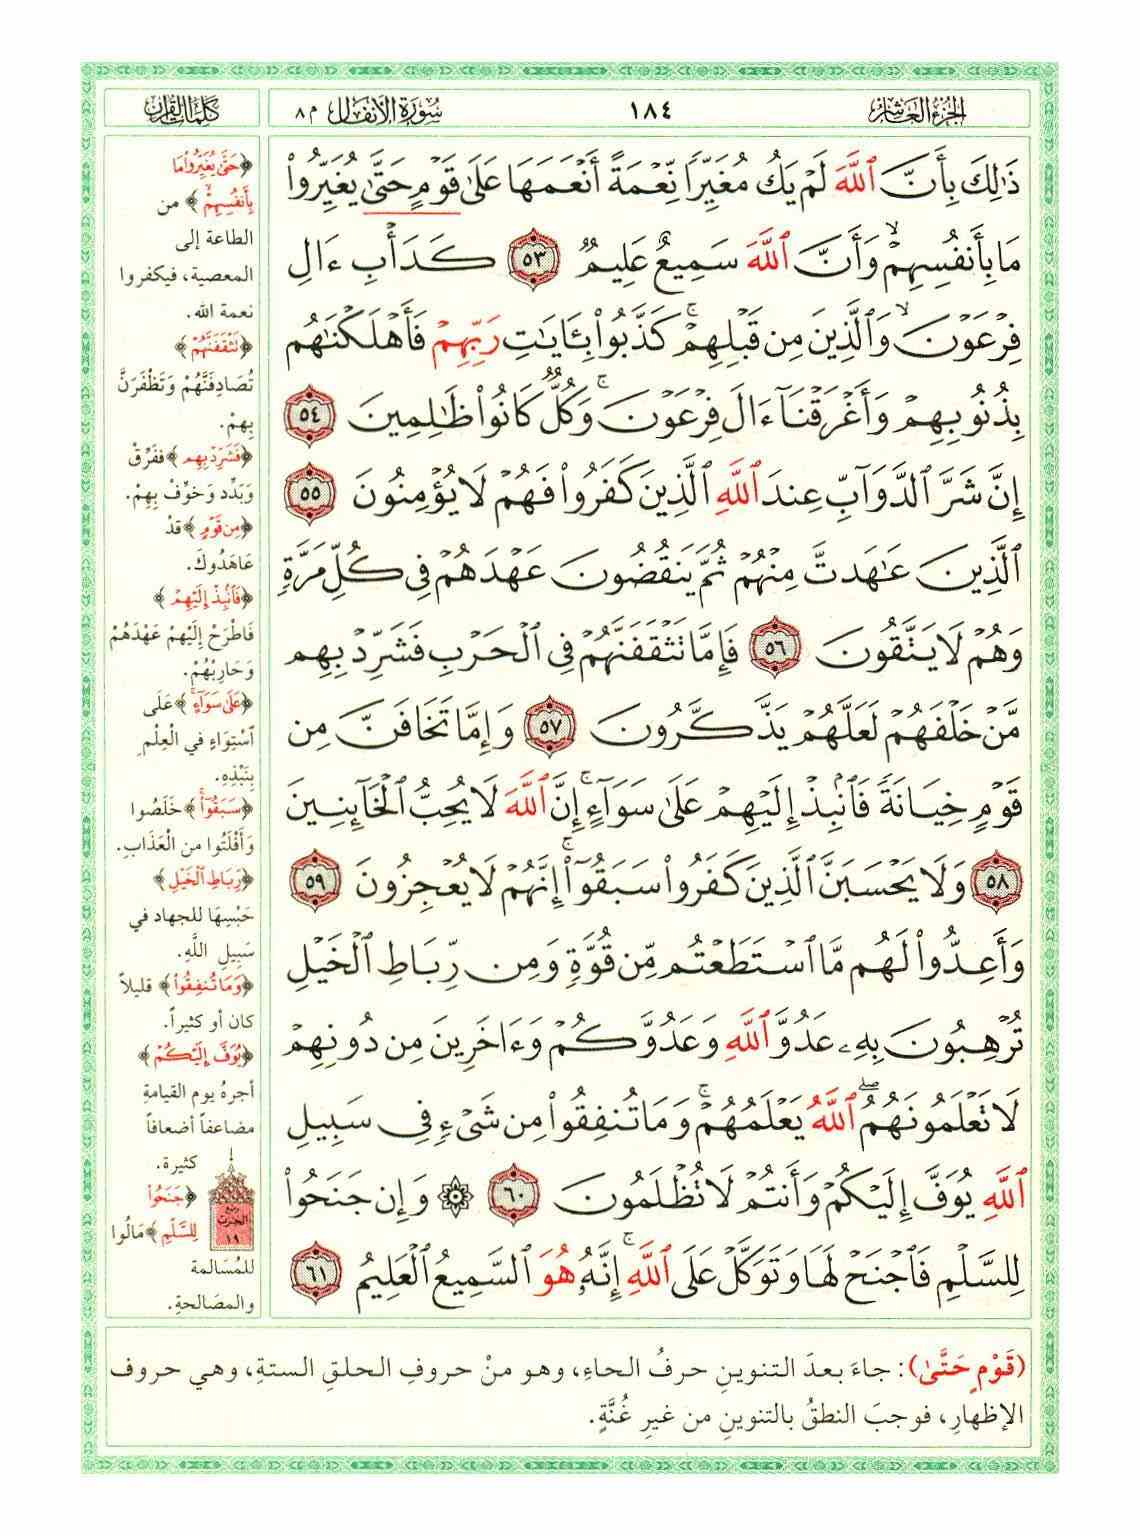 الجزء العاشر
١٨٤
سورة الأنفال م ٨
كلمات القرآن
ذَٰلِكَ بِأَنَّ ٱللَّهَ لَمۡ يَكُ مُغَيِّرٗا نِّعۡمَةً أَنۡعَمَهَا عَلَىٰ قَوۡمٍ حَتَّىٰ يُغَيِّرُواْ
مَا بِأَنفُسِهِمۡۙ وَأَنَّ ٱللَّهَ سَمِيعٌ عَلِيمٞ ٥٣ كَدَأۡبِ ءَالِ
فِرۡعَوۡنَۙ وَٱلَّذِينَ مِن قَبۡلِهِمۡۚ كَذَّبُواْ بِـَٔايَٰتِ رَبِّهِمۡ فَأَهۡلَكۡنَٰهُم
بِذُنُوبِهِمۡ وَأَغۡرَقۡنَآ ءَالَ فِرۡعَوۡنَۚ وَكُلّٞ كَانُواْ ظَٰلِمِينَ ٥٤
إِنَّ شَرَّ ٱلدَّوَآبِّ عِندَ ٱللَّهِ ٱلَّذِينَ كَفَرُواْ فَهُمۡ لَا يُؤۡمِنُونَ ٥٥
ٱلَّذِينَ عَٰهَدتَّ مِنۡهُمۡ ثُمَّ يَنقُضُونَ عَهۡدَهُمۡ فِي كُلِّ مَرَّةٖ
وَهُمۡ لَا يَتَّقُونَ ٥٦ فَإِمَّا تَثۡقَفَنَّهُمۡ فِي ٱلۡحَرۡبِ فَشَرِّدۡ بِهِم
مَّنۡ خَلۡفَهُمۡ لَعَلَّهُمۡ يَذَّكَّرُونَ ٥٧ وَإِمَّا تَخَافَنَّ مِن
قَوۡمٍ خِيَانَةٗ فَٱنۢبِذۡ إِلَيۡهِمۡ عَلَىٰ سَوَآءٍۚ إِنَّ ٱللَّهَ لَا يُحِبُّ ٱلۡخَآئِنِينَ
٥٨ وَلَا يَحۡسَبَنَّ ٱلَّذِينَ كَفَرُواْ سَبَقُوٓاْۚ إِنَّهُمۡ لَا يُعۡجِزُونَ ٥٩
وَأَعِدُّواْ لَهُم مَّا ٱسۡتَطَعۡتُم مِّن قُوَّةٖ وَمِن رِّبَاطِ ٱلۡخَيۡلِ
تُرۡهِبُونَ بِهِۦ عَدُوَّ ٱللَّهِ وَعَدُوَّكُمۡ وَءَاخَرِينَ مِن دُونِهِمۡ
لَا تَعۡلَمُونَهُمُ ٱللَّهُ يَعۡلَمُهُمۡۚ وَمَا تُنفِقُواْ مِن شَيۡءٖ فِي سَبِيلِ
ٱللَّهِ يُوَفَّ إِلَيۡكُمۡ وَأَنتُمۡ لَا تُظۡلَمُونَ ٦٠ ۞ وَإِن جَنَحُواْ
لِلسَّلۡمِ فَٱجۡنَحۡ لَهَا وَتَوَكَّلۡ عَلَى ٱللَّهِۚ إِنَّهُۥ هُوَ ٱلسَّمِيعُ ٱلۡعَلِيمُ ٦١
﴿حَتَّىٰ يُغَيِّرُواْ مَا
بِأَنفُسِهِمۡ﴾ من
الطاعة إلى
المعصية، فيكفروا
نعمة الله.
﴿تَثۡقَفَنَّهُمۡ﴾
تُصَادِفَنَّهُمْ وَتَظْفَرَنَّ
بِهِمْ.
﴿فَشَرِّدۡ بِهِم﴾ ففَرِّقْ
وَبَدِّد وَخَوِّفْ بِهِمْ.
﴿مِن قَوۡمٍ﴾ قدْ
عَاهَدُوكَ.
﴿فَٱنۢبِذۡ إِلَيۡهِمۡ﴾
فَاطْرَحْ إِلَيْهِمْ عَهْدَهُمْ
وَحَارِبْهُمْ.
﴿عَلَىٰ سَوَآءٍ﴾ عَلَى
اسْتِوَاءٍ في الْعِلْمِ
بِنَبْذِهِ.
﴿سَبَقُوٓاْ﴾ خَلَصُوا
وَأَفْلَتُوا من الْعَذَابِ.
﴿رِّبَاطِ ٱلۡخَيۡلِ﴾
حَبْسِهَا للجهاد في
سَبِيلِ اللَّهِ.
﴿وَمَا تُنفِقُواْ﴾ قليلاً
كان أو كثيراً.
﴿يُوَفَّ إِلَيۡكُمۡ﴾
أجرهُ يوم القيامةِ
مضاعفاً أضعافاً
كثيرة.
﴿جَنَحُواْ
لِلسَّلۡمِ﴾ مَالُوا
للمُسَالمة
والمصَالحةِ.
ربع
الحزب
١٩
(قَوْمٍ حَتَّىٰ): جاءَ بعدَ التنوينِ حرفُ الحاءِ، وهو منْ حروفِ الحلقِ الستةِ، وهي حروف
الإظهارِ، فوجبَ النطقُ بالتنوينِ من غيرِ غُنَّةٍ.